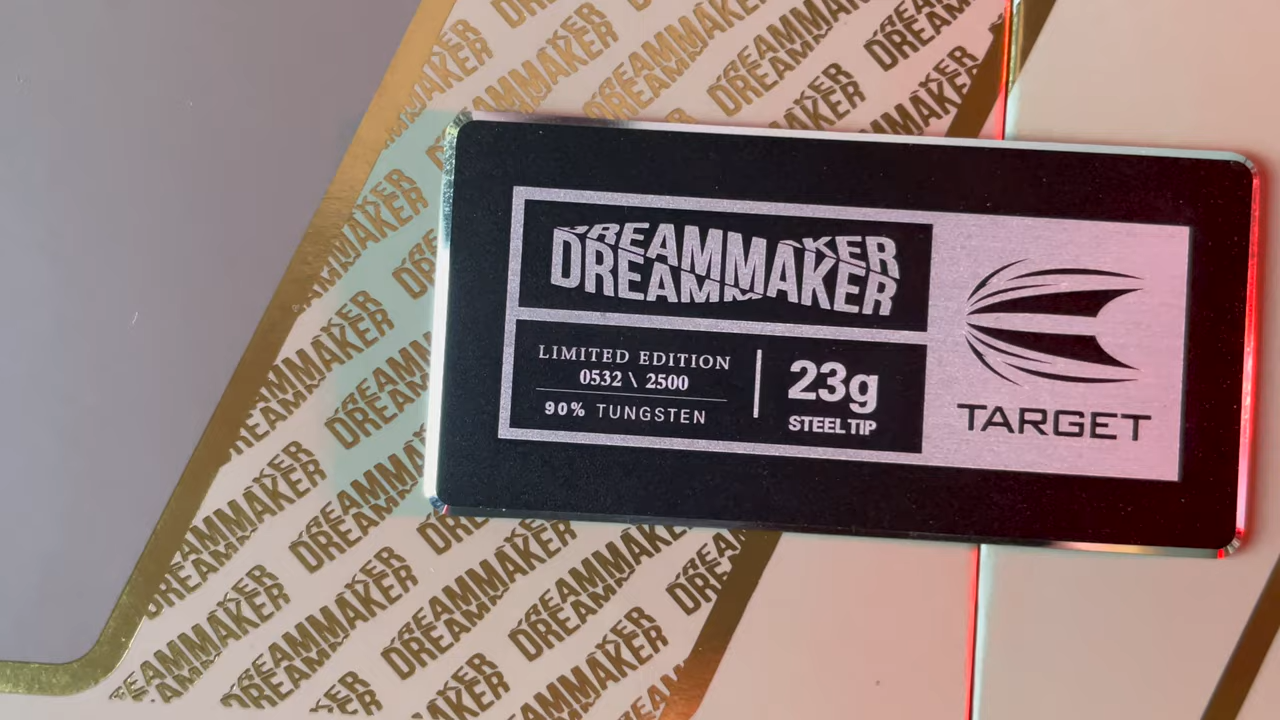 DREAMMAKER
DREAMMAKER
LIMITED EDITION
0532 \ 2500
90% TUNGSTEN
23g
STEEL TIP
TARGET